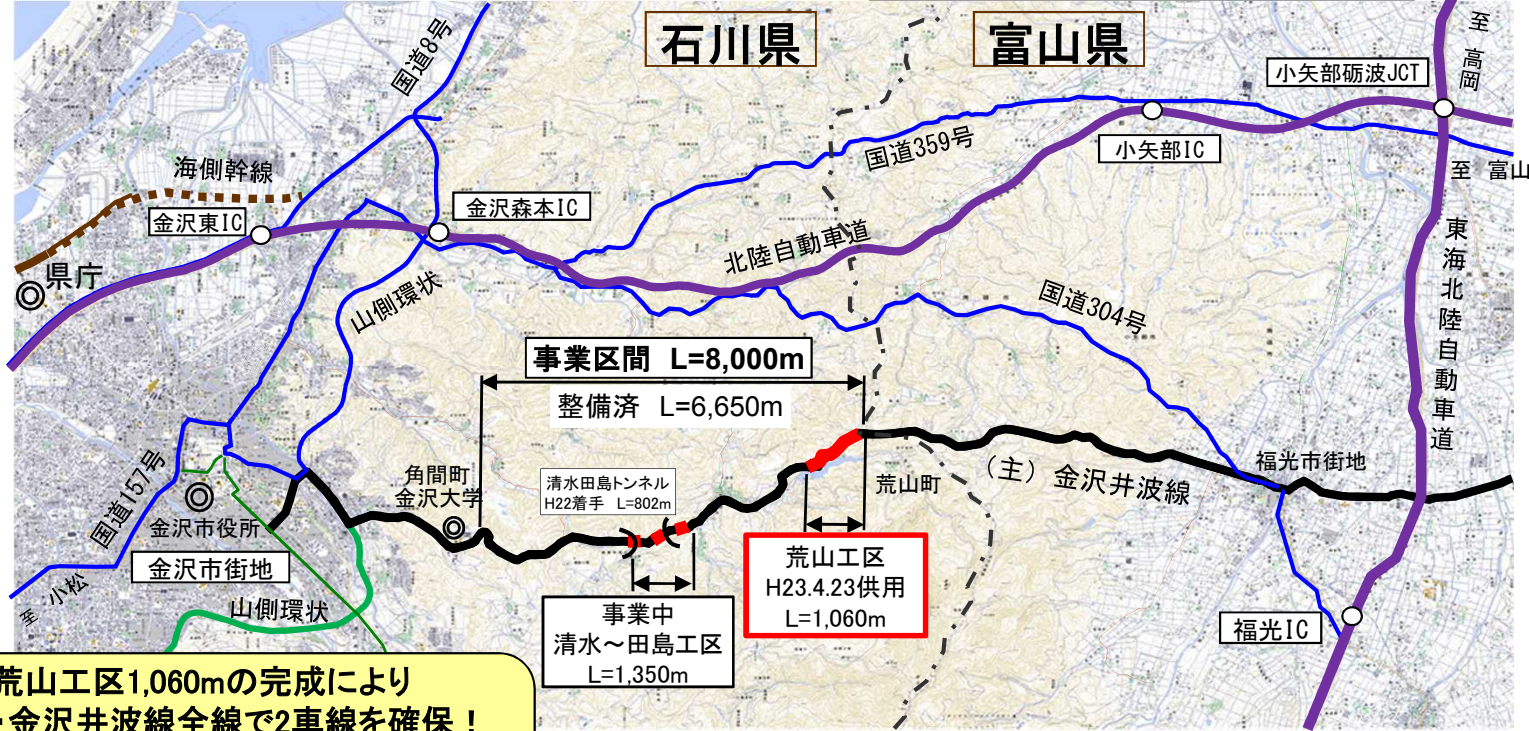 石川県
富山県
国道8号
至 高岡
小矢部砺波JCT
小矢部IC
国道359号
至 富山
海側幹線
金沢東IC
金沢森本IC
県庁
北陸自動車道
山側環状
国道304号
東海北陸自動車道
事業区間 L=8,000m
整備済 L=6,650m
角間町
金沢大学
清水田島トンネル
H22着手 L=802m
荒山町
(主)金沢井波線
福光市街地
国道157号
金沢市役所
金沢市街地
至 小松
山側環状
事業中
清水~田島工区
L=1,350m
荒山工区
H23.4.23供用
L=1,060m
福光IC
荒山工区1,060mの完成により
・金沢井波線全線で2車線を確保!